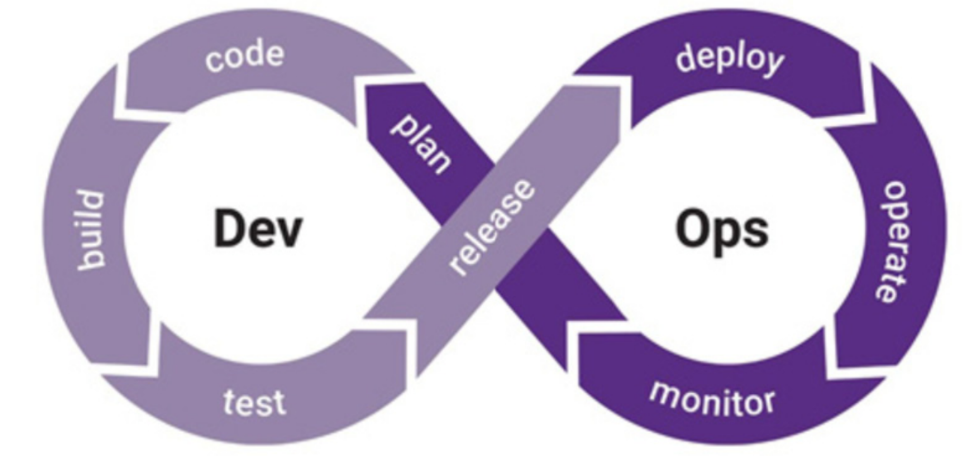 code
deploy
plan
build
Dev
release
Ops
operate
test
monitor